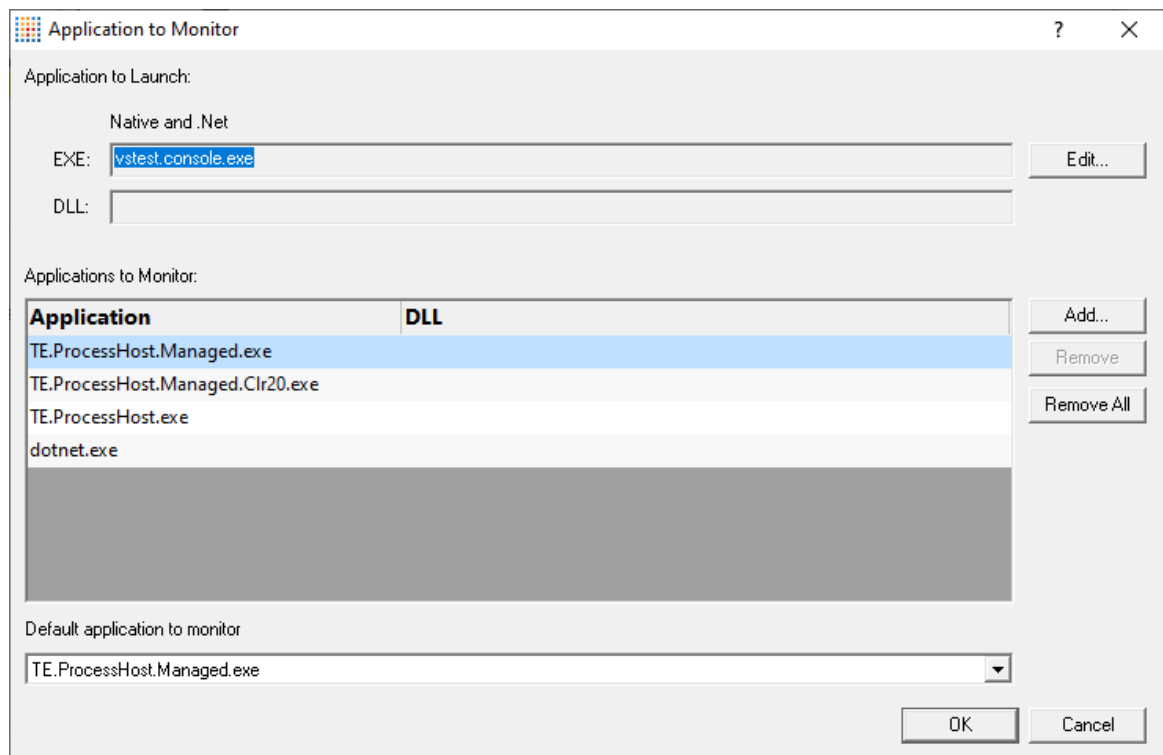 Application to Monitor ?
Application to Launch:
Native and .Net
EXE: vstest.console.exe Edit...
DLL:
Applications to Monitor:
Application DLL Add...
TE.ProcessHost.Managed.exe Remove
TE.ProcessHost.Managed.Clr20.exe
TE.ProcessHost.exe Remove All
dotnet.exe
Default application to monitor
TE.ProcessHost.Managed.exe
OK Cancel